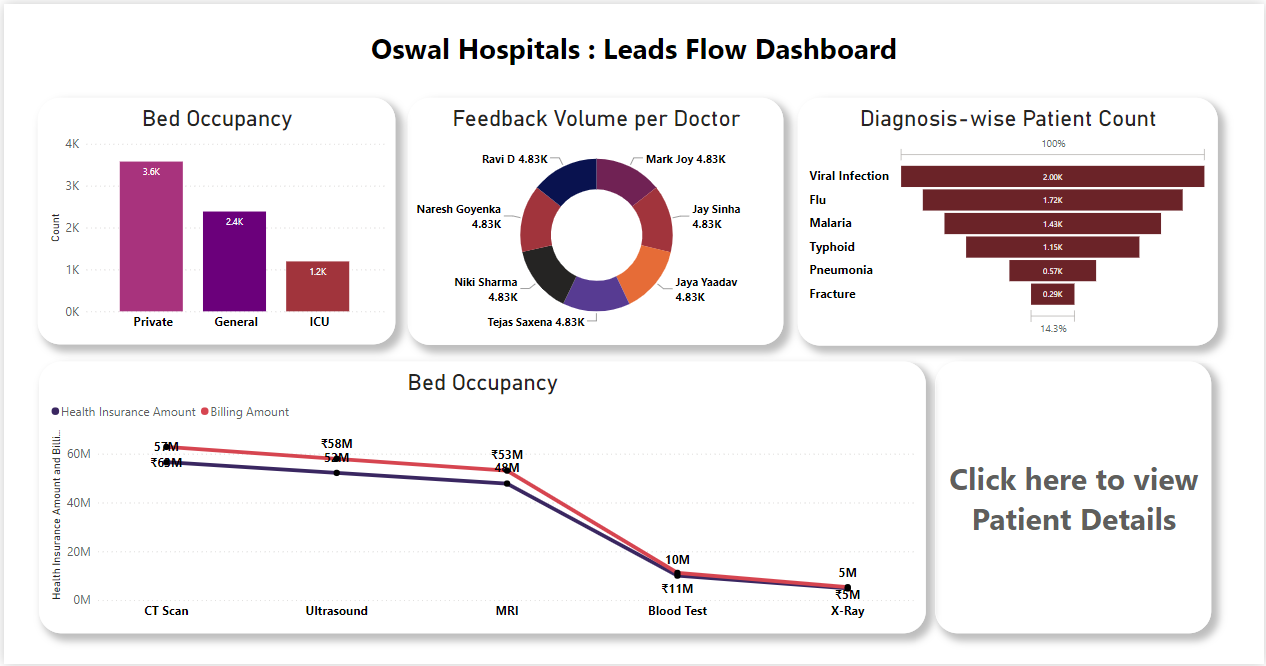 Oswal Hospitals : Leads Flow Dashboard
Bed Occupancy
4K
3K
2K
1K
0K
Count
3.6K
2.4K
1.2K
Private
General
ICU
Feedback Volume per Doctor
Ravi D 4.83K
Mark Joy 4.83K
Naresh Goyenka
4.83K
Jay Sinha
4.83K
Niki Sharma
4.83K
Jaya Yaadav
4.83K
Tejas Saxena 4.83K
Diagnosis-wise Patient Count
100%
Viral Infection 2.00K
Flu 1.72K
Malaria 1.43K
Typhoid 1.15K
Pneumonia 0.57K
Fracture 0.29K
14.3%
Bed Occupancy
Health Insurance Amount Billing Amount
Health Insurance Amount and Billi...
60M
40M
20M
0M
57M
₹58M
52M
₹53M
48M
10M
₹11M
5M
₹5M
CT Scan
Ultrasound
MRI
Blood Test
X-Ray
Click here to view
Patient Details